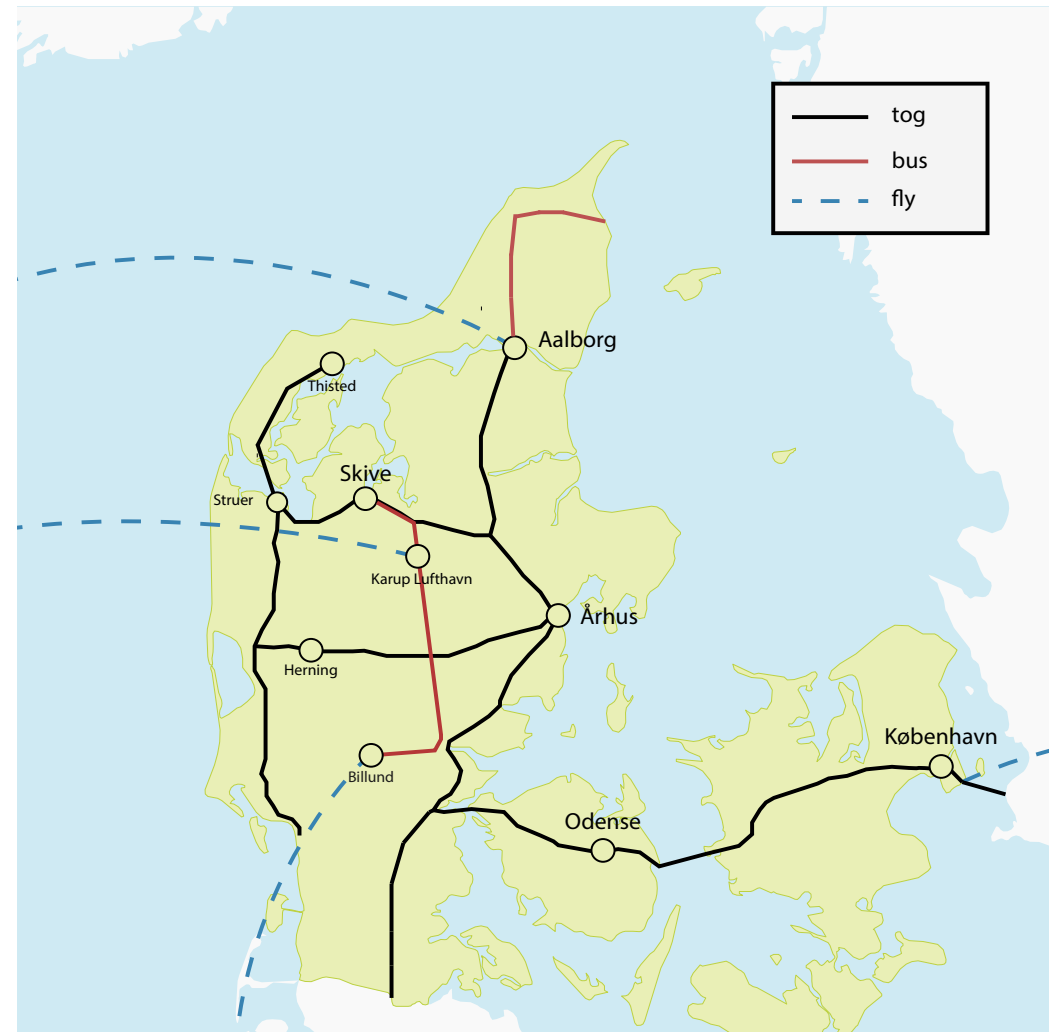 tog
bus
fly
Aalborg
Thisted
Skive
Struer
Karup Lufthavn
Århus
Herning
København
Billund
Odense